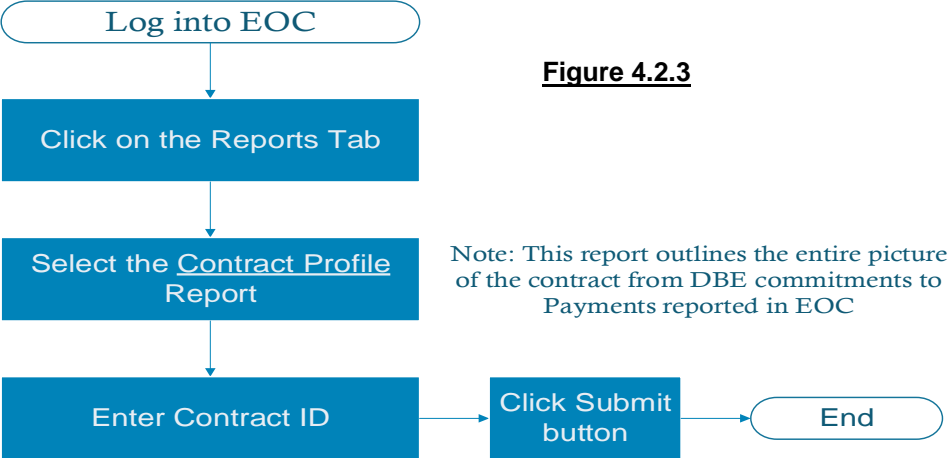 Log into EOC
Figure 4.2.3
Click on the Reports Tab
Select the Contract Profile
Report
Note: This report outlines the entire picture
of the contract from DBE commitments to
Payments reported in EOC
Enter Contract ID
Click Submit
button
End